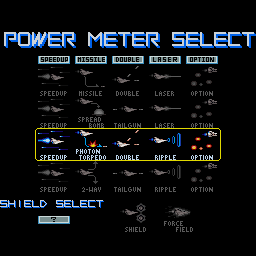 POWER METER SELECT
SPEEDUP MISSILE DOUBLE LASER OPTION
SPEEDUP MISSILE DOUBLE LASER OPTION
SPEEDUP SPREAD BOMB TAILGUN LASER OPTION
SPEEDUP PHOTON TORPEDO DOUBLE RIPPLE OPTION
SPEEDUP 2-WAY TAILGUN RIPPLE OPTION
SHIELD SELECT
?
SHIELD FORCE FIELD